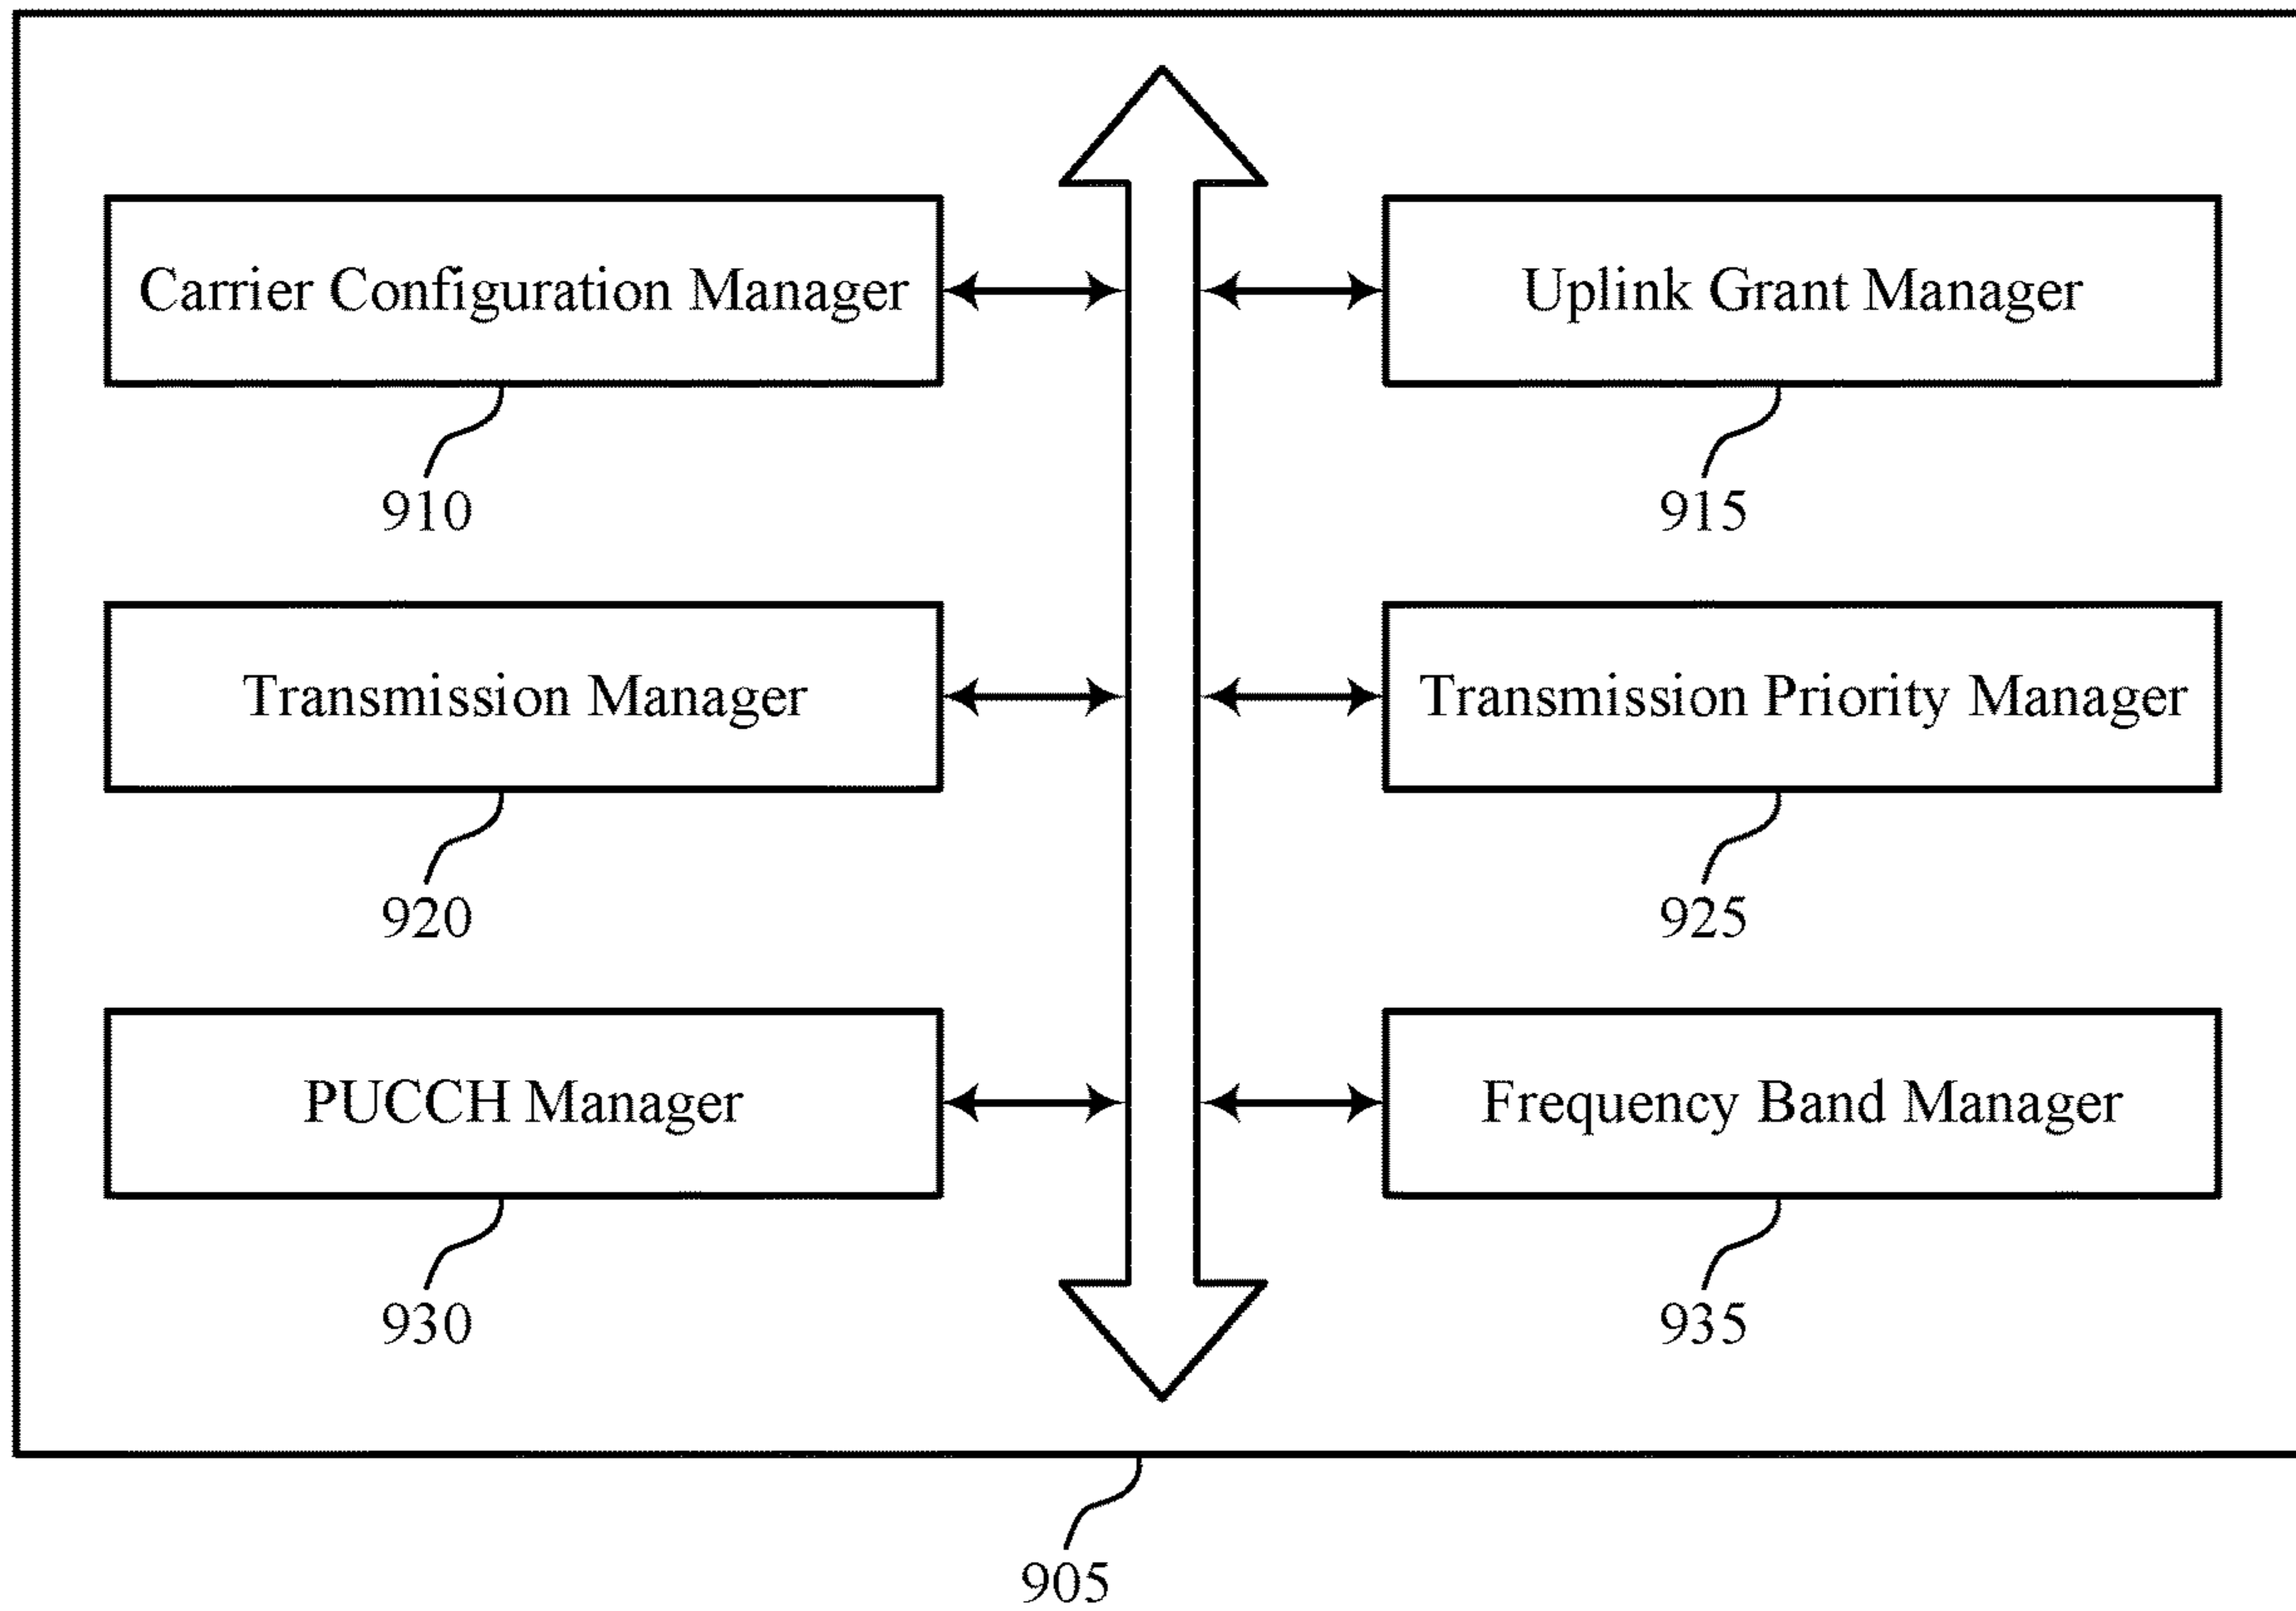 Carrier Configuration Manager
Uplink Grant Manager
910
915
Transmission Manager
Transmission Priority Manager
920
925
PUCCH Manager
Frequency Band Manager
930
935
905